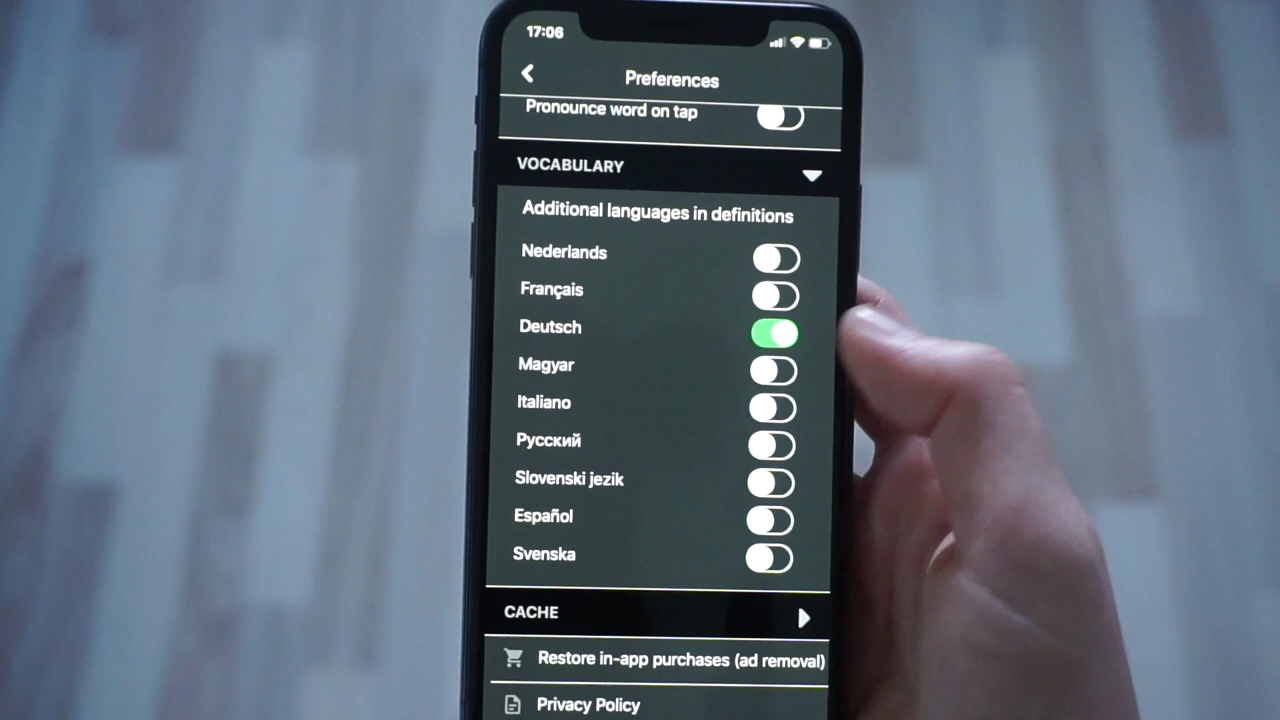 17:06
Preferences
Pronounce word on tap
VOCABULARY
Additional languages in definitions
Nederlands
Français
Deutsch
Magyar
Italiano
Русский
Slovenski jezik
Español
Svenska
CACHE
Restore in-app purchases (ad removal)
Privacy Policy